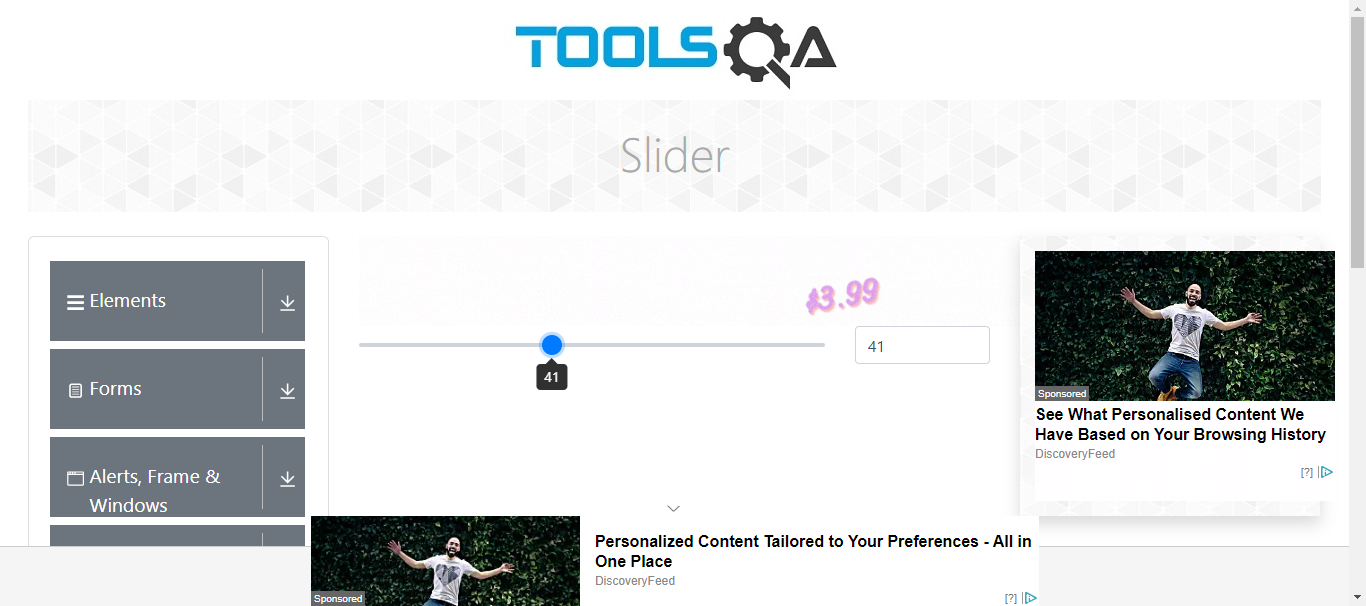 TOOLSQA
Slider
Elements
Forms
Alerts, Frame &
Windows
$3.99
41
41
Sponsored
See What Personalised Content We
Have Based on Your Browsing History
DiscoveryFeed
[?]
Sponsored
Personalized Content Tailored to Your Preferences - All in
One Place
DiscoveryFeed
[?]